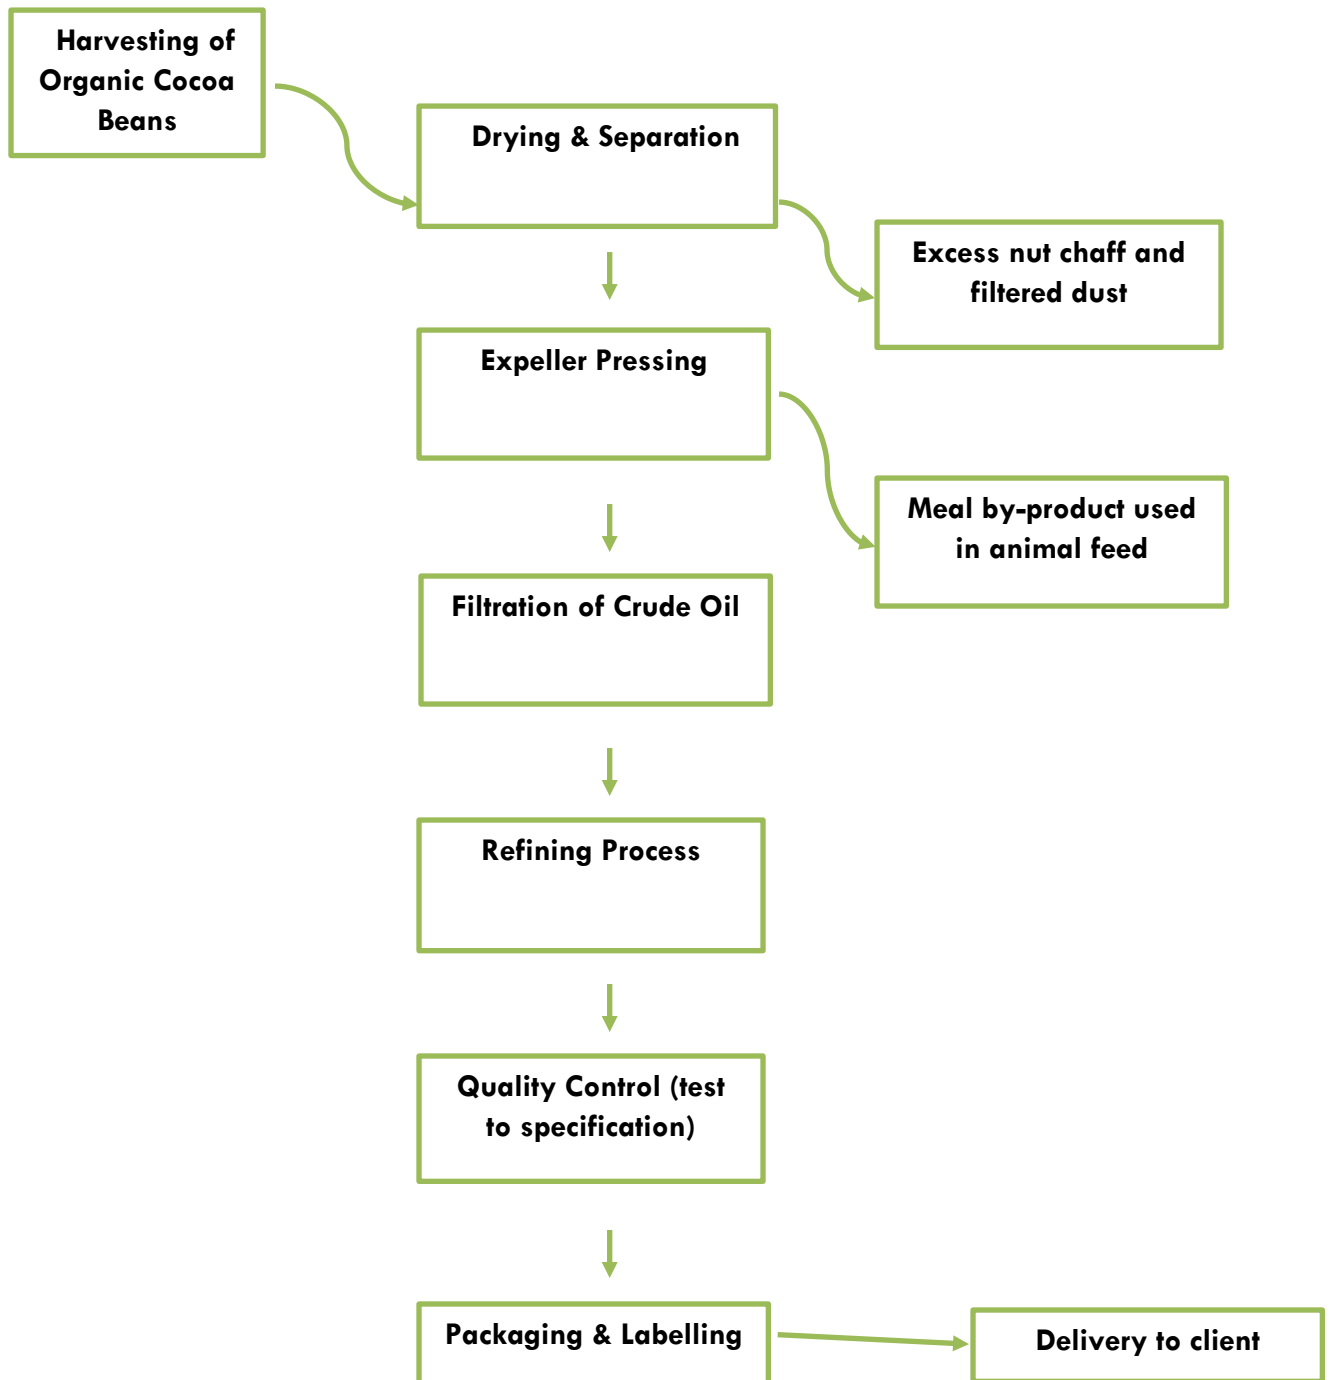 Harvesting of
Organic Cocoa
Beans
Drying & Separation
Excess nut chaff and
filtered dust
Expeller Pressing
Meal by-product used
in animal feed
Filtration of Crude Oil
Refining Process
Quality Control (test
to specification)
Packaging & Labelling
Delivery to client